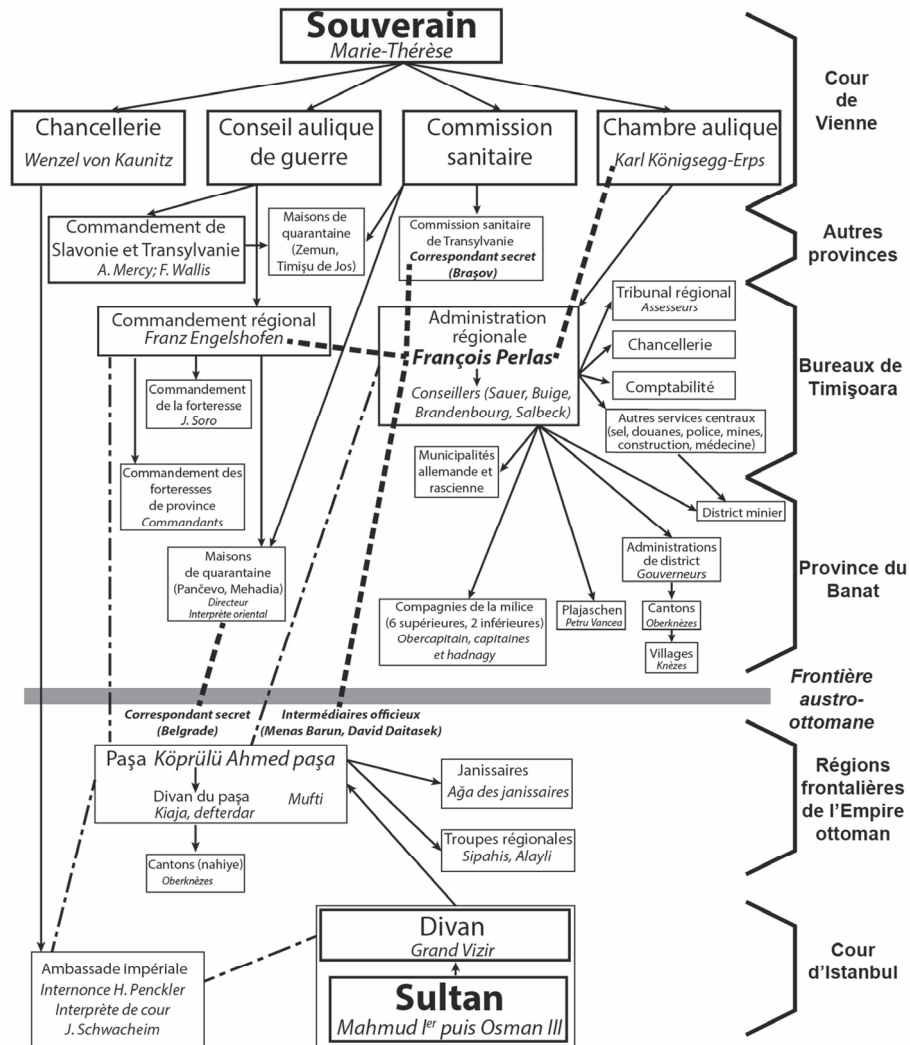 Souverain
Marie-Thérèse
Chancellerie
Wenzel von Kaunitz
Conseil aulique
de guerre
Commission
sanitaire
Chambre aulique
Karl Königsegg-Erps
Cour
de
Vienne
Commandement de
Slavonie et Transylvanie
A. Mercy; F. Wallis
Maisons de
quarantaine
(Zemun,
Timişu de Jos)
Commission sanitaire
de Transylvanie
Correspondant secret
(Braşov)
Autres
provinces
Commandement régional
Franz Engelshofen
Administration
régionale
François Perlas
Conseillers (Sauer, Buige,
Brandenbourg, Salbeck)
Tribunal régional
Assesseurs
Chancellerie
Comptabilité
Autres services centraux
(sel, douanes, police, mines,
construction, médecine)
Bureaux de
Timişoara
Commandement
de la forteresse
J. Soro
Commandement des
forteresses
de province
Commandants
Municipalités
allemande et
rascienne
District minier
Maisons
de quarantaine
(Pančevo, Mehadia)
Directeur
Interprète oriental
Administrations
de district
Gouverneurs
Compagnies de la milice
(6 supérieures, 2 inférieures)
Obercapitain, capitaines
et hadnagy
Plajaschen
Petru Vancea
Cantons
Oberknèzes
Villages
Knèzes
Province du
Banat
Frontière
austro-
ottomane
Correspondant secret
(Belgrade)
Intermédiaires officieux
(Menas Barun, David Daitasek)
Paşa Köprülü Ahmed paşa
Divan du paşa
Kiaja, defterdar
Mufti
Janissaires
Ağa des janissaires
Troupes régionales
Sipahis, Alayli
Cantons (nahiye)
Oberknèzes
Régions
frontalières
de l’Empire
ottoman
Ambassade impériale
Internonce H. Penckler
Interprète de cour
J. Schwacheim
Divan
Grand Vizir
Sultan
Mahmud Ier puis Osman III
Cour
d’Istanbul